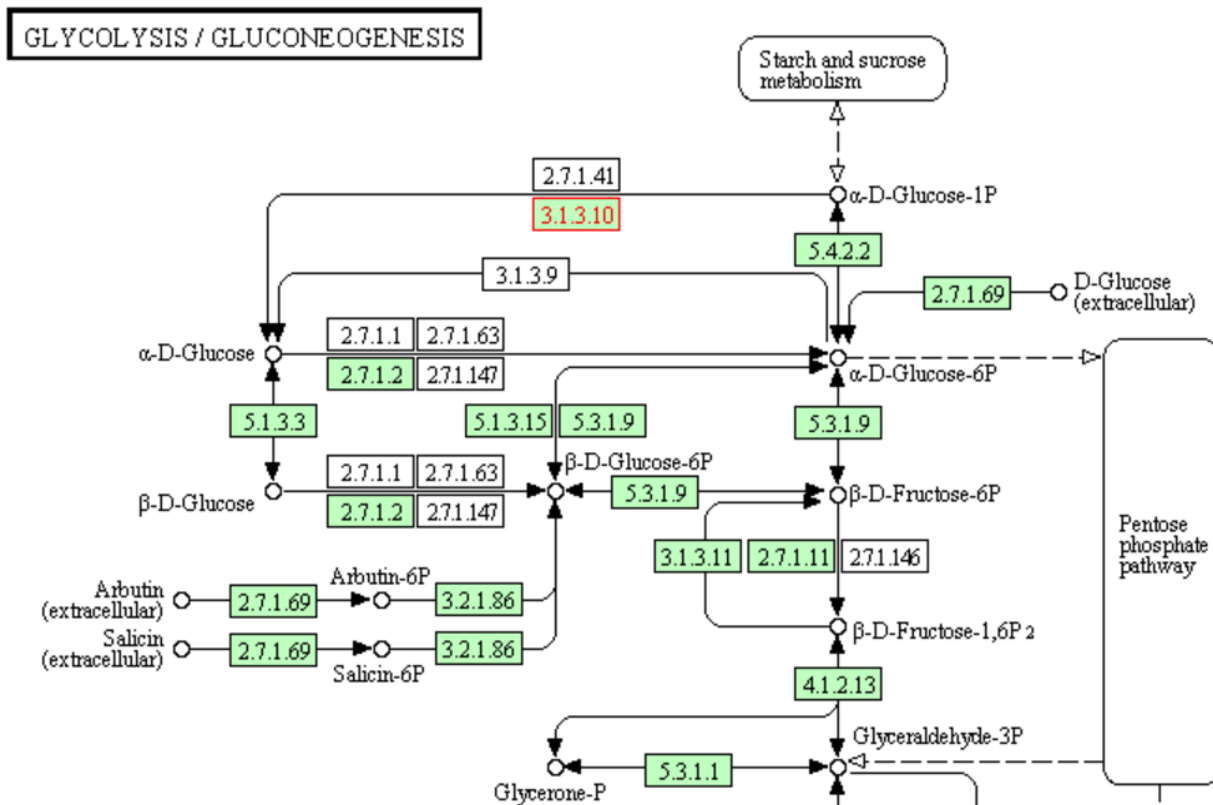 GLYCOLYSIS / GLUCONEOGENESIS
Starch and sucrose
metabolism
2.7.1.41
3.1.3.10
α-D-Glucose-1P
5.4.2.2
3.1.3.9
2.7.1.69
D-Glucose
(extracellular)
2.7.1.1
2.7.1.63
α-D-Glucose
2.7.1.2
2.7.1.147
α-D-Glucose-6P
5.1.3.3
5.1.3.15
5.3.1.9
5.3.1.9
2.7.1.1
2.7.1.63
β-D-Glucose-6P
β-D-Glucose
2.7.1.2
2.7.1.147
5.3.1.9
β-D-Fructose-6P
3.1.3.11
2.7.1.11
2.7.1.146
Pentose
phosphate
pathway
Arbutin
(extracellular)
2.7.1.69
Arbutin-6P
3.2.1.86
Salicin
(extracellular)
2.7.1.69
Salicin-6P
3.2.1.86
β-D-Fructose-1,6P2
4.1.2.13
Glyceraldehyde-3P
Glycerone-P
5.3.1.1